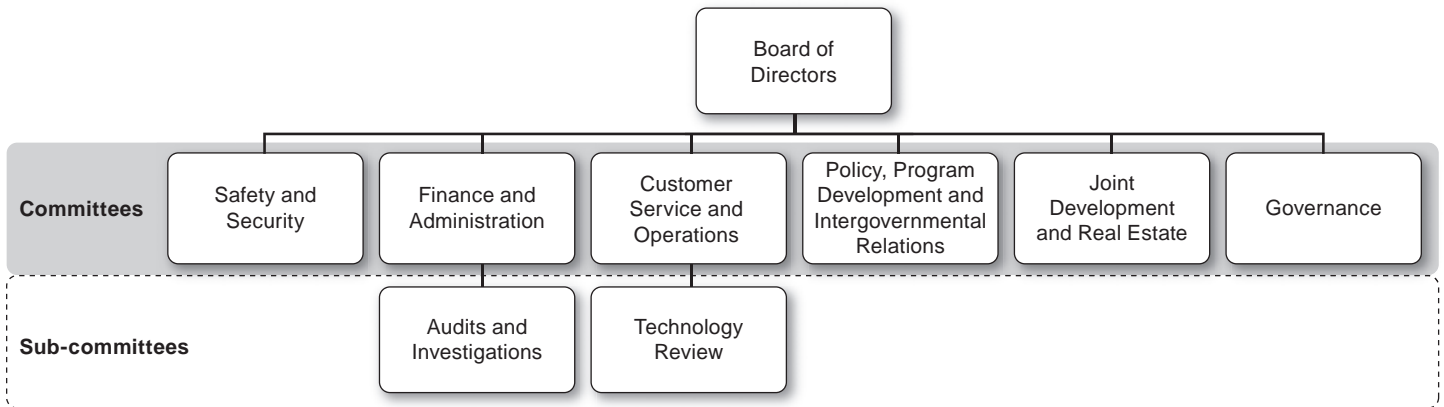 Board of
Directors
Committees
Safety and
Security
Finance and
Administration
Customer
Service and
Operations
Policy, Program
Development and
Intergovernmental
Relations
Joint
Development
and Real Estate
Governance
Sub-committees
Audits and
Investigations
Technology
Review